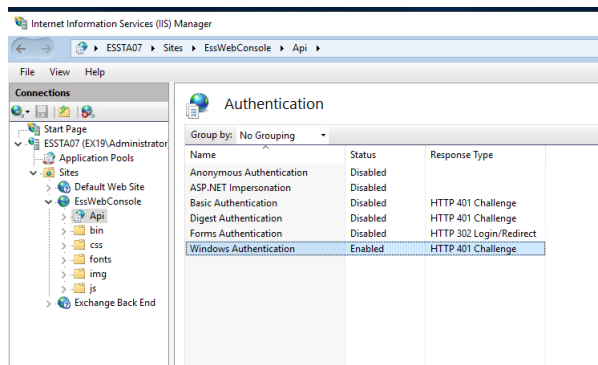 Internet Information Services (IIS) Manager
ESSTA07 Sites EssWebConsole Api
File View Help
Connections
Start Page
ESSTA07 (EX19\Administrator
Application Pools
Sites
Default Web Site
EssWebConsole
Api
bin
css
fonts
img
js
Exchange Back End
Authentication
Group by: No Grouping
Name Status Response Type
Anonymous Authentication Disabled
ASP.NET Impersonation Disabled
Basic Authentication Disabled HTTP 401 Challenge
Digest Authentication Disabled HTTP 401 Challenge
Forms Authentication Disabled HTTP 302 Login/Redirect
Windows Authentication Enabled HTTP 401 Challenge